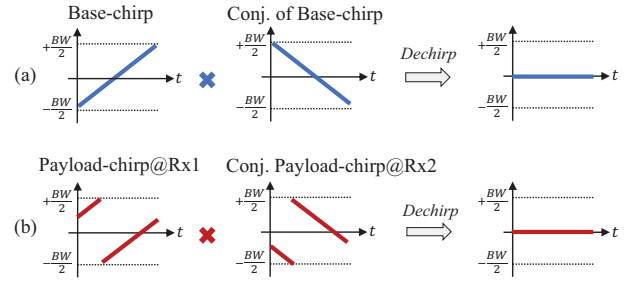 Base-chirp Conj. of Base-chirp
(a) +BW/2 −BW/2 t × +BW/2 −BW/2 t Dechirp +BW/2 −BW/2 t
Payload-chirp@Rx1 Conj. Payload-chirp@Rx2
(b) +BW/2 −BW/2 t × +BW/2 −BW/2 t Dechirp +BW/2 −BW/2 t